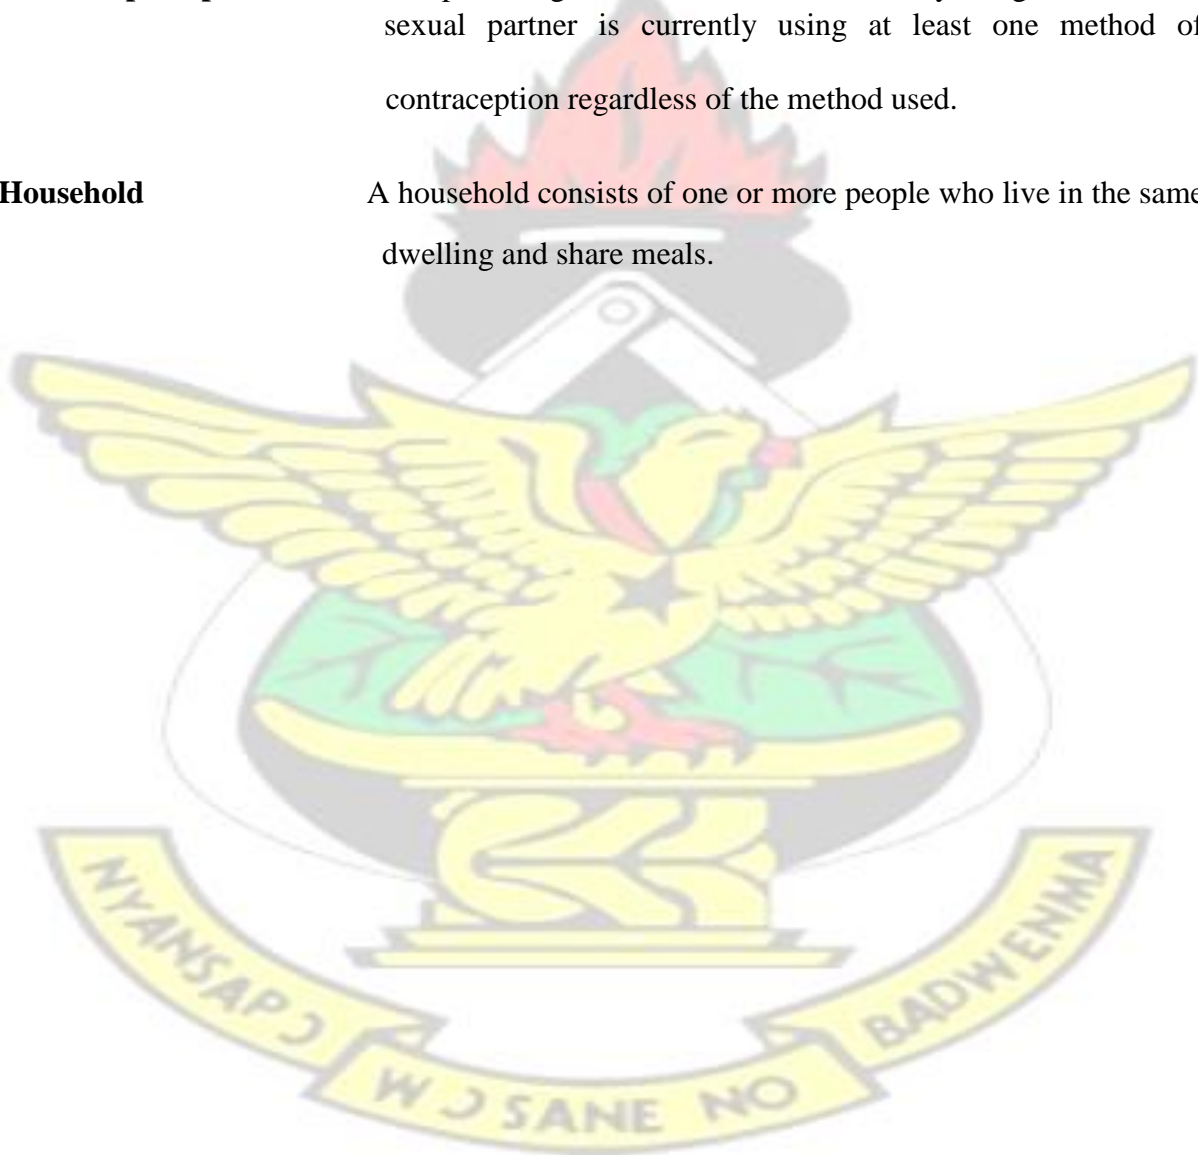 sexual partner is currently using at least one method of
contraception regardless of the method used.
Household A household consists of one or more people who live in the same
dwelling and share meals.
NYANSAPƆ
WƆ SANE NO
BADWENMA